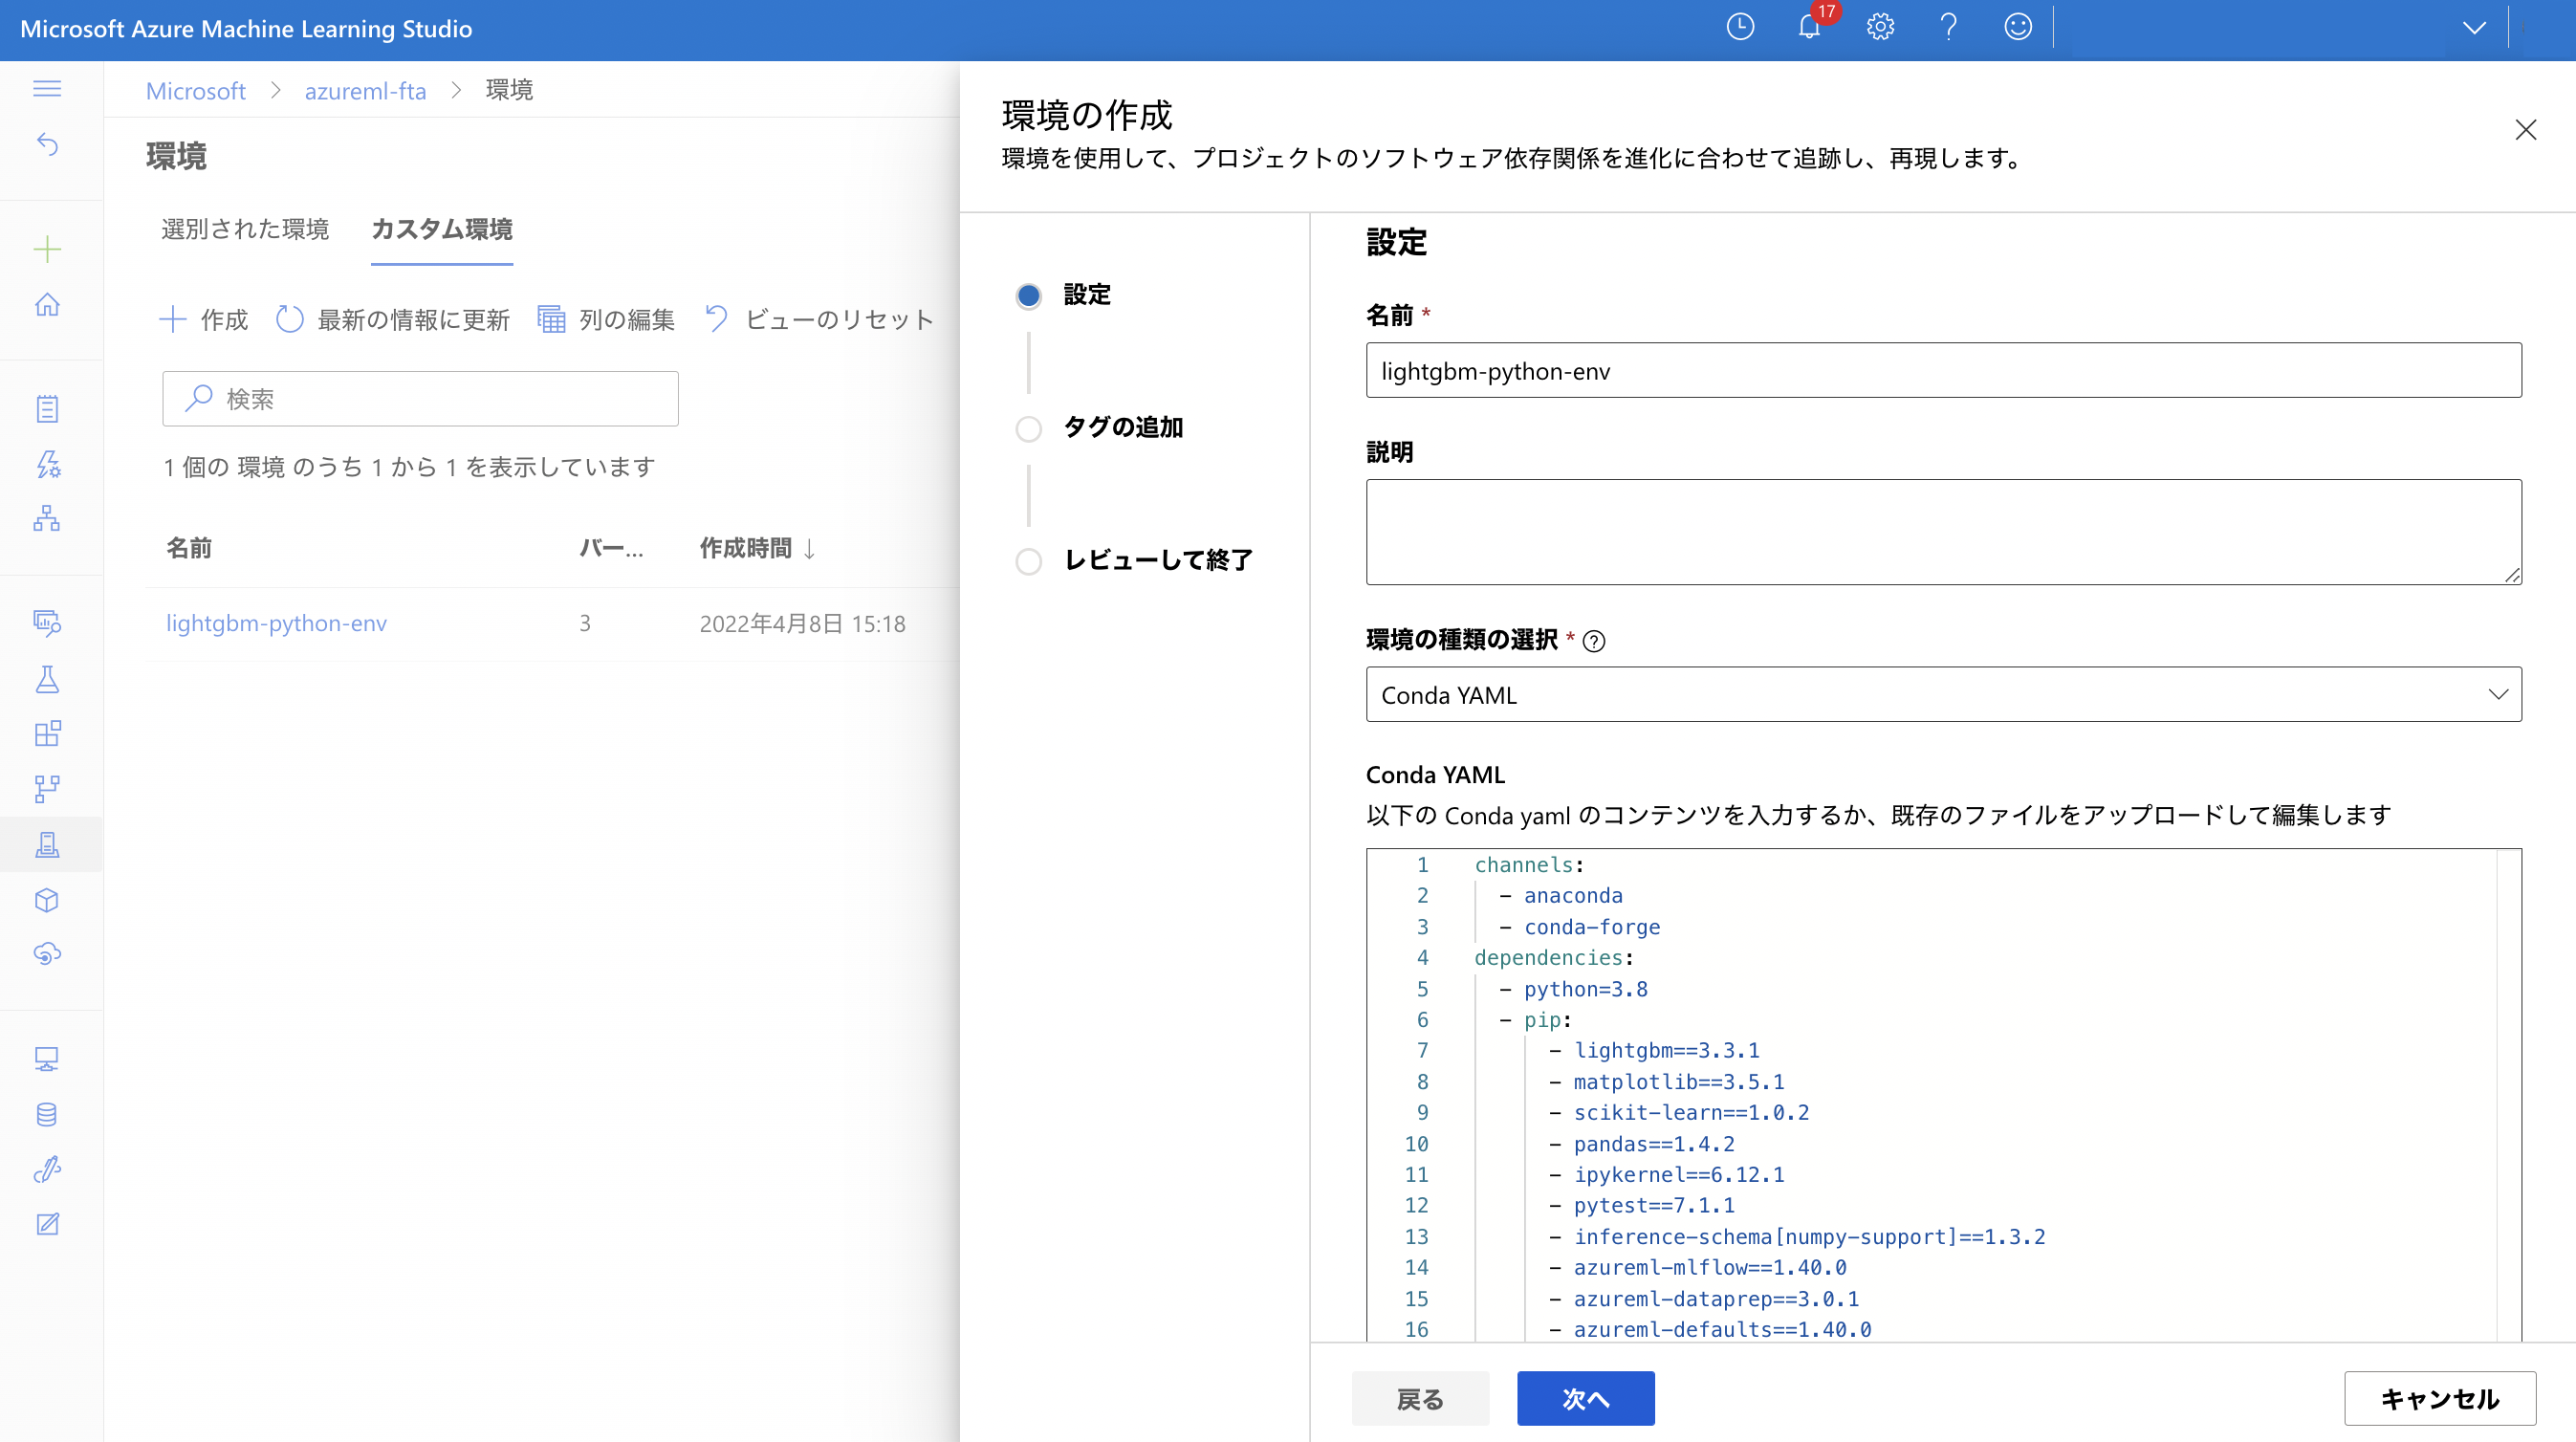 Microsoft Azure Machine Learning Studio
17
Microsoft > azureml-fta > 環境
環境
選別された環境 カスタム環境
作成 最新の情報に更新 列の編集 ビューのリセット
検索
1 個の 環境 のうち 1 から 1 を表示しています
名前 バー... 作成時間 ↓
lightgbm-python-env 3 2022年4月8日 15:18
環境の作成
環境を使用して、プロジェクトのソフトウェア依存関係を進化に合わせて追跡し、再現します。
設定
タグの追加
レビューして終了
設定
名前 *
lightgbm-python-env
説明
環境の種類の選択 * ?
Conda YAML
Conda YAML
以下の Conda yaml のコンテンツを入力するか、既存のファイルをアップロードして編集します
1 channels:
2 - anaconda
3 - conda-forge
4 dependencies:
5 - python=3.8
6 - pip:
7 - lightgbm==3.3.1
8 - matplotlib==3.5.1
9 - scikit-learn==1.0.2
10 - pandas==1.4.2
11 - ipykernel==6.12.1
12 - pytest==7.1.1
13 - inference-schema[numpy-support]==1.3.2
14 - azureml-mlflow==1.40.0
15 - azureml-dataprep==3.0.1
16 - azureml-defaults==1.40.0
戻る 次へ キャンセル